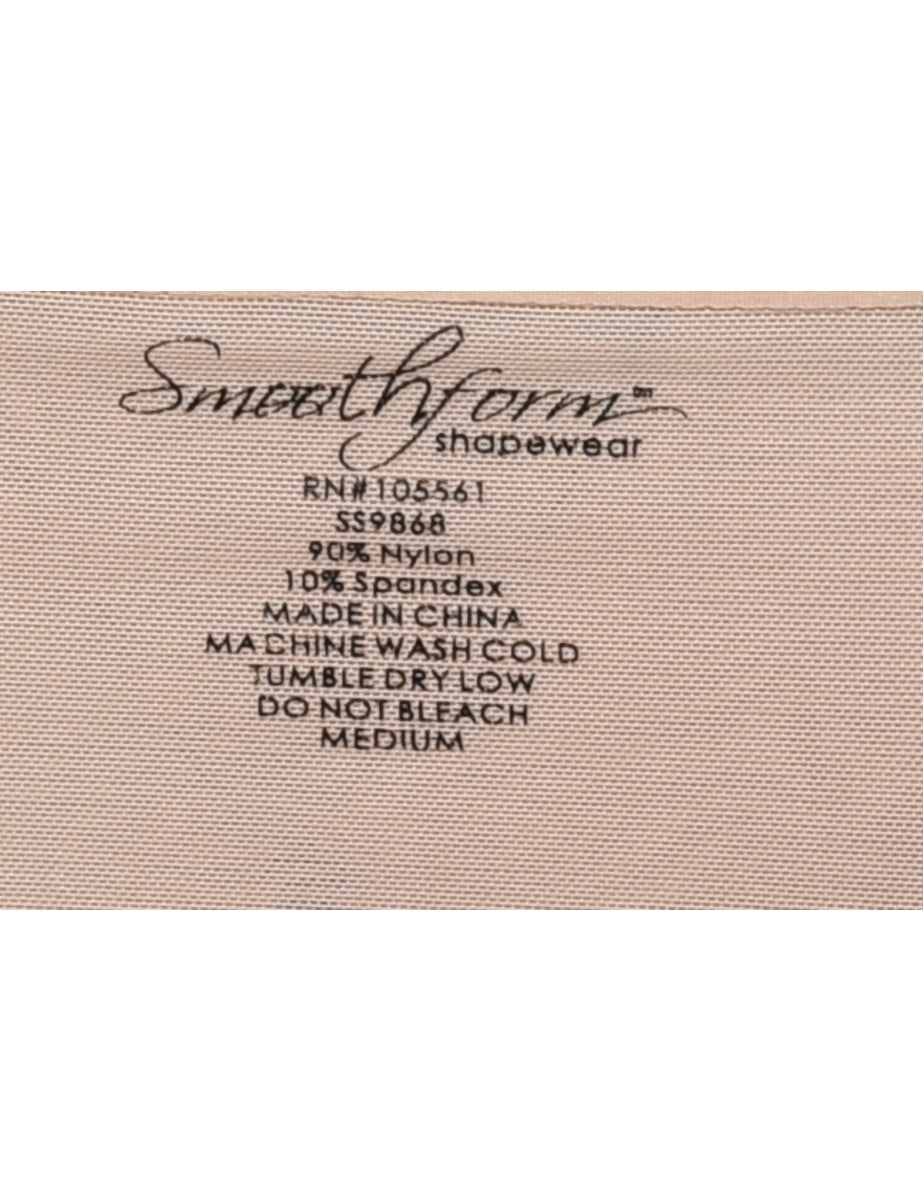 Smoothform™
shapewear
RN#105561
SS9868
90% Nylon
10% Spandex
MADE IN CHINA
MACHINE WASH COLD
TUMBLE DRY LOW
DO NOT BLEACH
MEDIUM